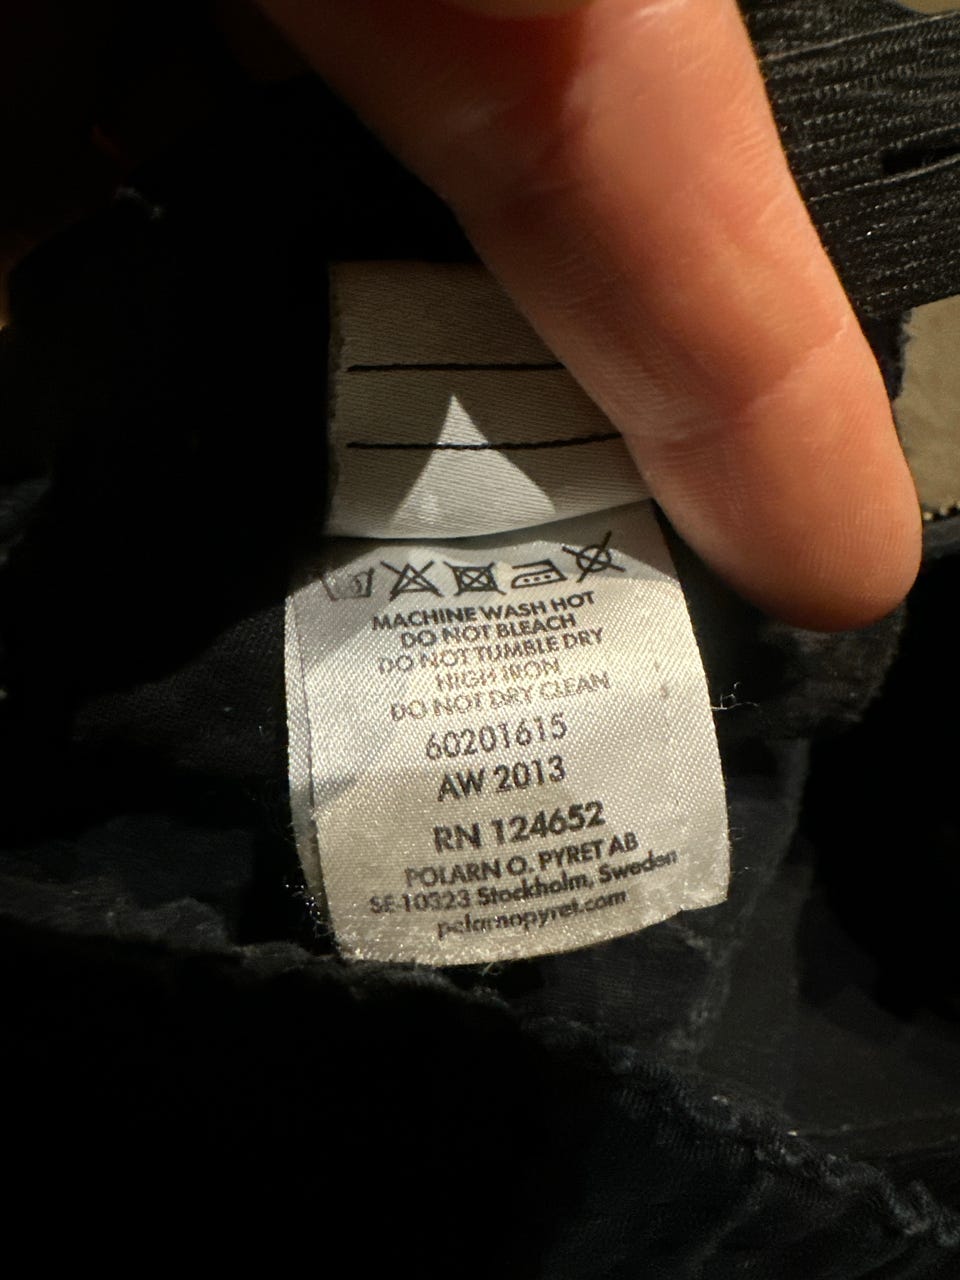 MACHINE WASH HOT
DO NOT BLEACH
DO NOT TUMBLE DRY
HIGH IRON
DO NOT DRY CLEAN
60201615
AW 2013
RN 124652
POLARN O. PYRET AB
SE-10323 Stockholm, Sweden
polarnopyret.com